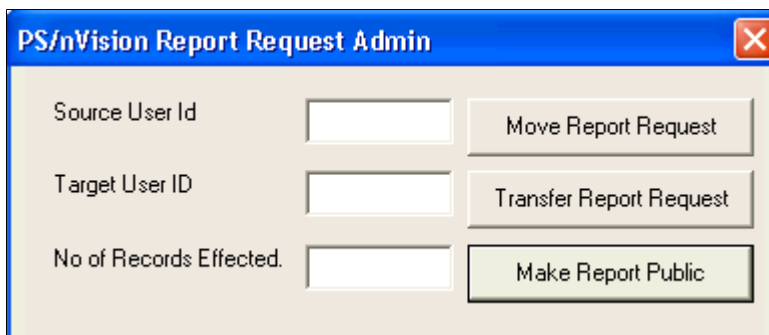 PS/nVision Report Request Admin
Source User Id
Move Report Request
Target User ID
Transfer Report Request
No of Records Effected.
Make Report Public